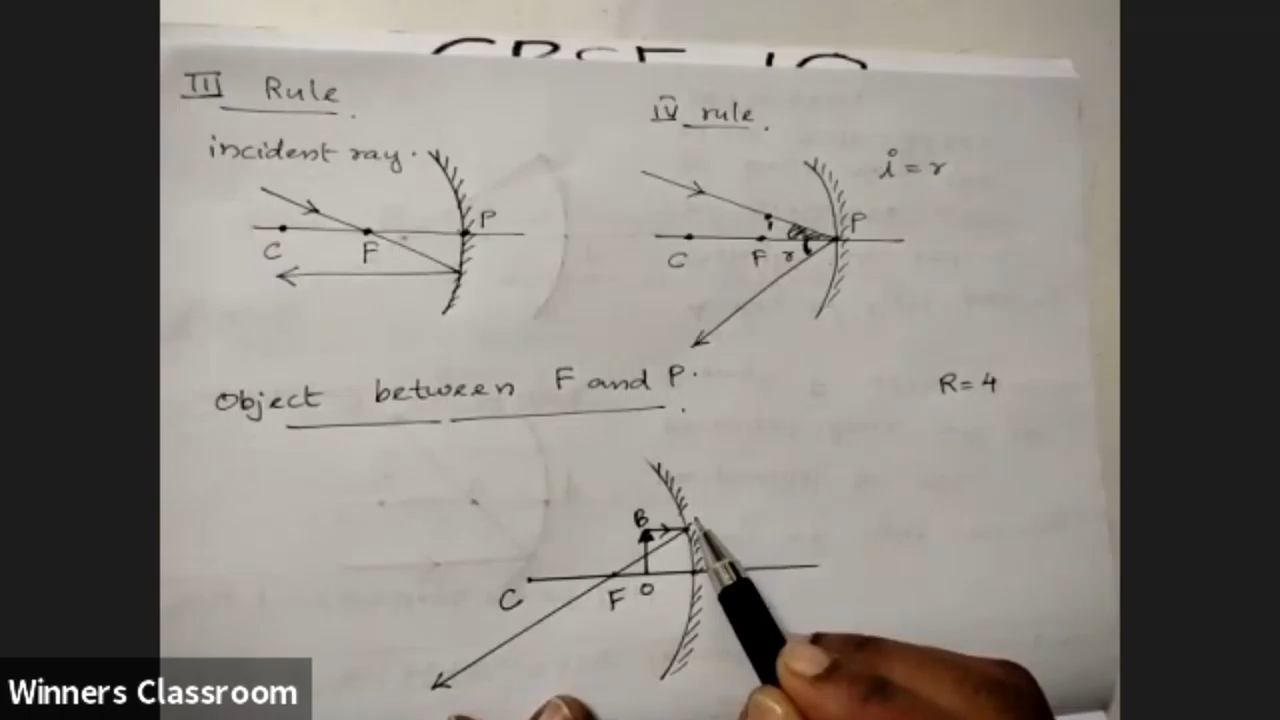 III Rule.
incident ray.
P
C
F
IV rule.
i = r
P
i
C
F
r
Object between F and P.
R = 4
B
C
F
O
Winners Classroom